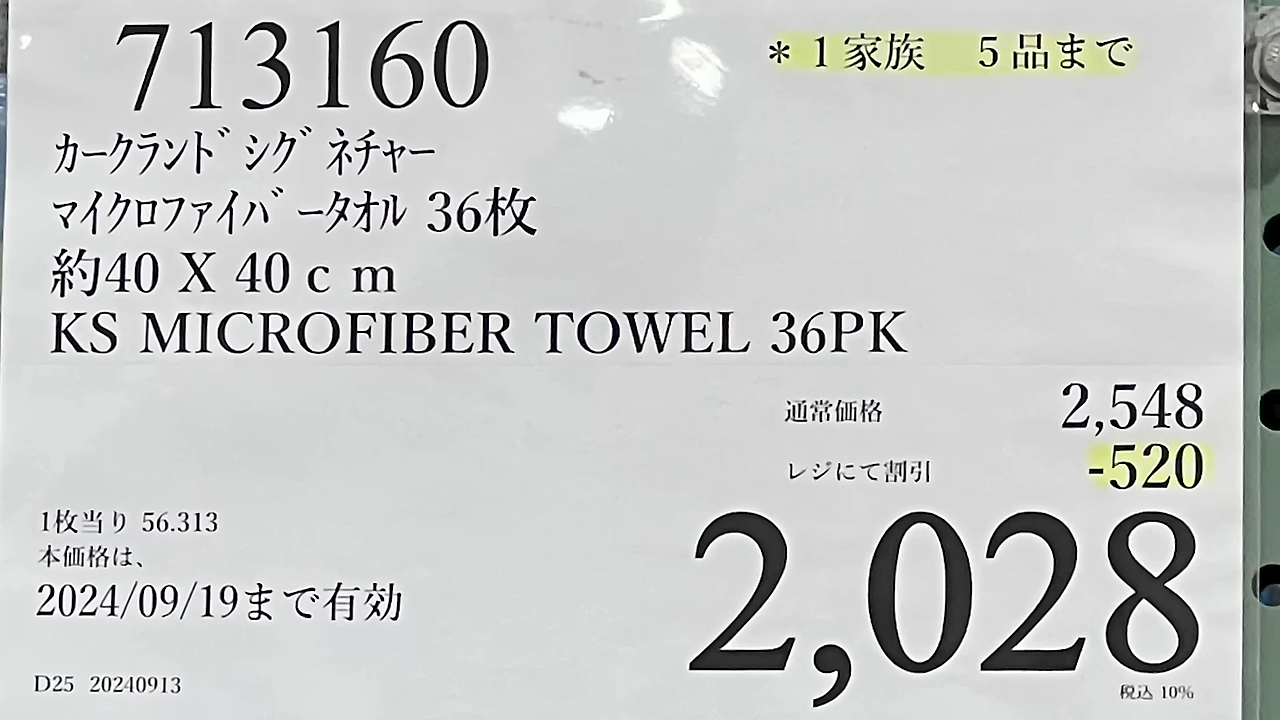 713160
＊1家族　5品まで
ｶｰｸﾗﾝﾄﾞ ｼｸﾞﾈﾁｬｰ
ﾏｲｸﾛﾌｧｲﾊﾞｰﾀｵﾙ 36枚
約40 X 40ｃｍ
KS MICROFIBER TOWEL 36PK
通常価格 2,548
レジにて割引 -520
1枚当り 56.313
本価格は、
2024/09/19まで有効
2,028
税込 10%
D25 20240913